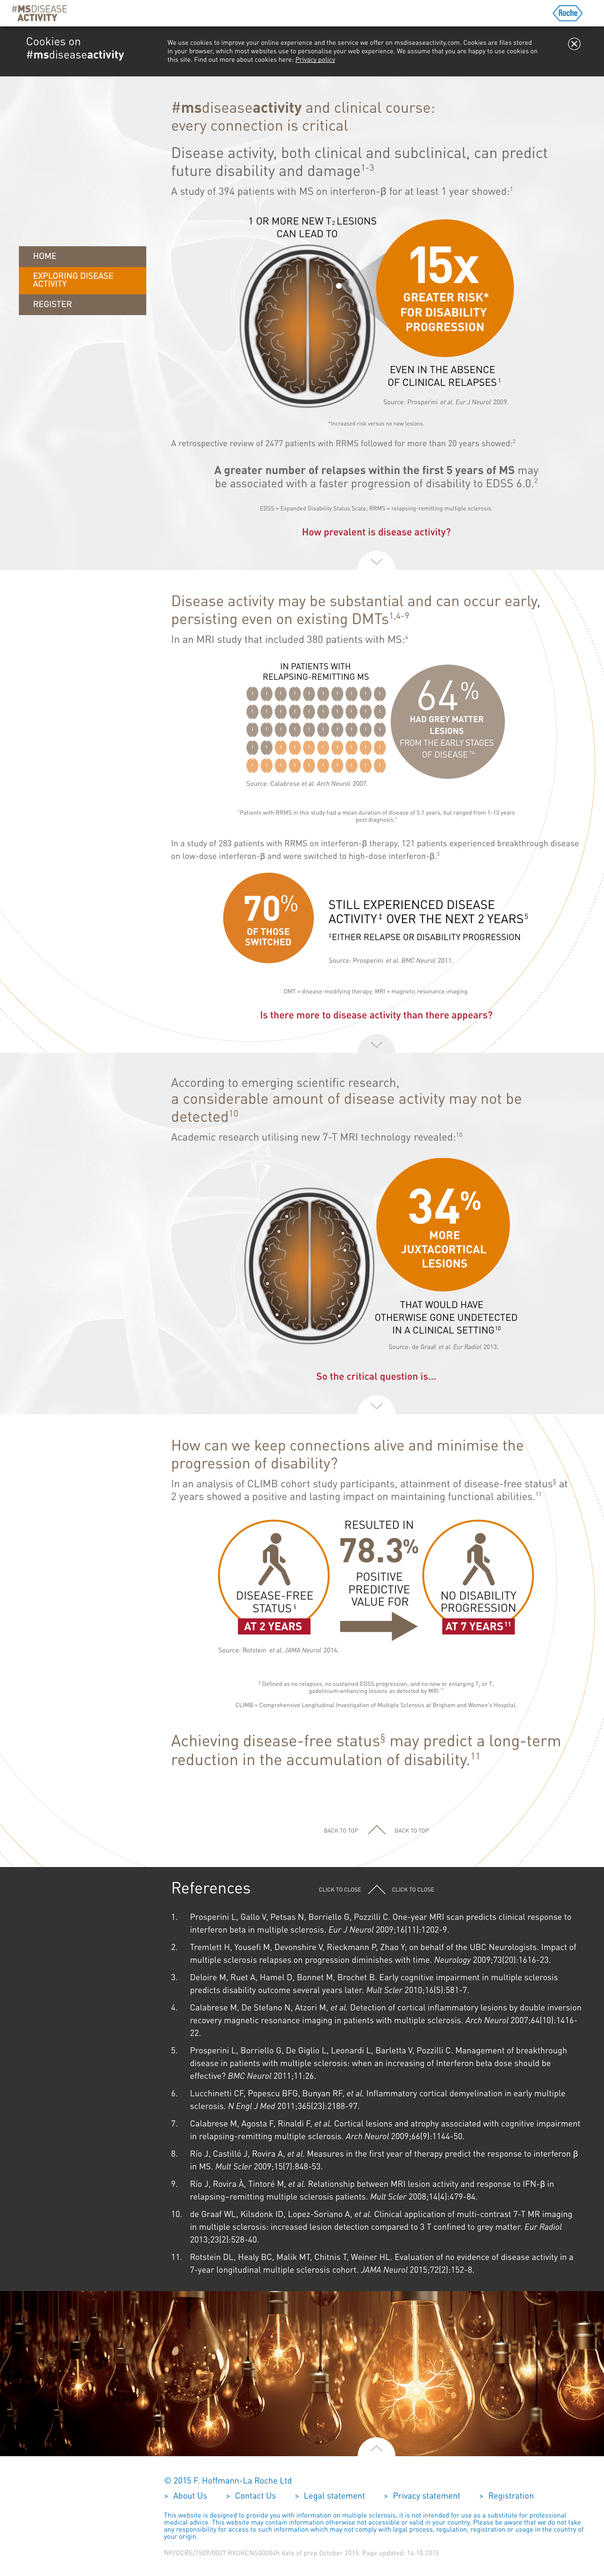 #MSDISEASE
ACTIVITY
Roche
Cookies on
#msdiseaseactivity
We use cookies to improve your online experience and the service we offer on msdiseaseactivity.com. Cookies are files stored
in your browser, which most websites use to personalise your web experience. We assume that you are happy to use cookies on
this site. Find out more about cookies here: Privacy policy
#msdiseaseactivity and clinical course:
every connection is critical
Disease activity, both clinical and subclinical, can predict
future disability and damage1-3
A study of 394 patients with MS on interferon-β for at least 1 year showed:1
1 OR MORE NEW T2 LESIONS
CAN LEAD TO
15x
GREATER RISK*
FOR DISABILITY
PROGRESSION
HOME
EXPLORING DISEASE
ACTIVITY
REGISTER
EVEN IN THE ABSENCE
OF CLINICAL RELAPSES1
Source: Prosperini et al. Eur J Neurol 2009.
*Increased risk versus no new lesions.
A retrospective review of 2477 patients with RRMS followed for more than 20 years showed:2
A greater number of relapses within the first 5 years of MS may
be associated with a faster progression of disability to EDSS 6.0.2
EDSS = Expanded Disability Status Scale; RRMS = relapsing-remitting multiple sclerosis.
How prevalent is disease activity?
Disease activity may be substantial and can occur early,
persisting even on existing DMTs1,4-9
In an MRI study that included 380 patients with MS:4
IN PATIENTS WITH
RELAPSING-REMITTING MS
64%
HAD GREY MATTER
LESIONS
FROM THE EARLY STAGES
OF DISEASE†4
Source: Calabrese et al. Arch Neurol 2007.
†Patients with RRMS in this study had a mean duration of disease of 5.1 years, but ranged from 1-13 years
post diagnosis.4
In a study of 283 patients with RRMS on interferon-β therapy, 121 patients experienced breakthrough disease
on low-dose interferon-β and were switched to high-dose interferon-β.5
70%
OF THOSE
SWITCHED
STILL EXPERIENCED DISEASE
ACTIVITY‡ OVER THE NEXT 2 YEARS5
‡EITHER RELAPSE OR DISABILITY PROGRESSION
Source: Prosperini et al. BMC Neurol 2011.
DMT = disease-modifying therapy; MRI = magnetic resonance imaging.
Is there more to disease activity than there appears?
According to emerging scientific research,
a considerable amount of disease activity may not be
detected10
Academic research utilising new 7-T MRI technology revealed:10
34%
MORE
JUXTACORTICAL
LESIONS
THAT WOULD HAVE
OTHERWISE GONE UNDETECTED
IN A CLINICAL SETTING10
Source: de Graaf et al. Eur Radiol 2013.
So the critical question is...
How can we keep connections alive and minimise the
progression of disability?
In an analysis of CLIMB cohort study participants, attainment of disease-free status§ at
2 years showed a positive and lasting impact on maintaining functional abilities.11
DISEASE-FREE
STATUS§
AT 2 YEARS
RESULTED IN
78.3%
POSITIVE
PREDICTIVE
VALUE FOR
NO DISABILITY
PROGRESSION
AT 7 YEARS11
Source: Rotstein et al. JAMA Neurol 2014.
§Defined as no relapses, no sustained EDSS progression, and no new or enlarging T2 or T1
gadolinium-enhancing lesions as detected by MRI.11
CLIMB = Comprehensive Longitudinal Investigation of Multiple Sclerosis at Brigham and Women's Hospital.
Achieving disease-free status§ may predict a long-term
reduction in the accumulation of disability.11
BACK TO TOP BACK TO TOP
References CLICK TO CLOSE CLICK TO CLOSE
1. Prosperini L, Gallo V, Petsas N, Borriello G, Pozzilli C. One-year MRI scan predicts clinical response to
interferon beta in multiple sclerosis. Eur J Neurol 2009;16(11):1202-9.
2. Tremlett H, Yousefi M, Devonshire V, Rieckmann P, Zhao Y; on behalf of the UBC Neurologists. Impact of
multiple sclerosis relapses on progression diminishes with time. Neurology 2009;73(20):1616-23.
3. Deloire M, Ruet A, Hamel D, Bonnet M, Brochet B. Early cognitive impairment in multiple sclerosis
predicts disability outcome several years later. Mult Scler 2010;16(5):581-7.
4. Calabrese M, De Stefano N, Atzori M, et al. Detection of cortical inflammatory lesions by double inversion
recovery magnetic resonance imaging in patients with multiple sclerosis. Arch Neurol 2007;64(10):1416-
22.
5. Prosperini L, Borriello G, De Giglio L, Leonardi L, Barletta V, Pozzilli C. Management of breakthrough
disease in patients with multiple sclerosis: when an increasing of Interferon beta dose should be
effective? BMC Neurol 2011;11:26.
6. Lucchinetti CF, Popescu BFG, Bunyan RF, et al. Inflammatory cortical demyelination in early multiple
sclerosis. N Engl J Med 2011;365(23):2188-97.
7. Calabrese M, Agosta F, Rinaldi F, et al. Cortical lesions and atrophy associated with cognitive impairment
in relapsing-remitting multiple sclerosis. Arch Neurol 2009;66(9):1144-50.
8. Río J, Castilló J, Rovira A, et al. Measures in the first year of therapy predict the response to interferon β
in MS. Mult Scler 2009;15(7):848-53.
9. Río J, Rovira À, Tintoré M, et al. Relationship between MRI lesion activity and response to IFN-β in
relapsing–remitting multiple sclerosis patients. Mult Scler 2008;14(4):479-84.
10. de Graaf WL, Kilsdonk ID, Lopez-Soriano A, et al. Clinical application of multi-contrast 7-T MR imaging
in multiple sclerosis: increased lesion detection compared to 3 T confined to grey matter. Eur Radiol
2013;23(2):528-40.
11. Rotstein DL, Healy BC, Malik MT, Chitnis T, Weiner HL. Evaluation of no evidence of disease activity in a
7-year longitudinal multiple sclerosis cohort. JAMA Neurol 2015;72(2):152-8.
© 2015 F. Hoffmann-La Roche Ltd
> About Us > Contact Us > Legal statement > Privacy statement > Registration
This website is designed to provide you with information on multiple sclerosis, it is not intended for use as a substitute for professional
medical advice. This website may contain information otherwise not accessible or valid in your country. Please be aware that we do not take
any responsibility for access to such information which may not comply with legal process, regulation, registration or usage in the country of
your origin.
NP/OCRE/1509/0027 RXUKCNS00004h date of prep October 2015. Page updated: 14.10.2015